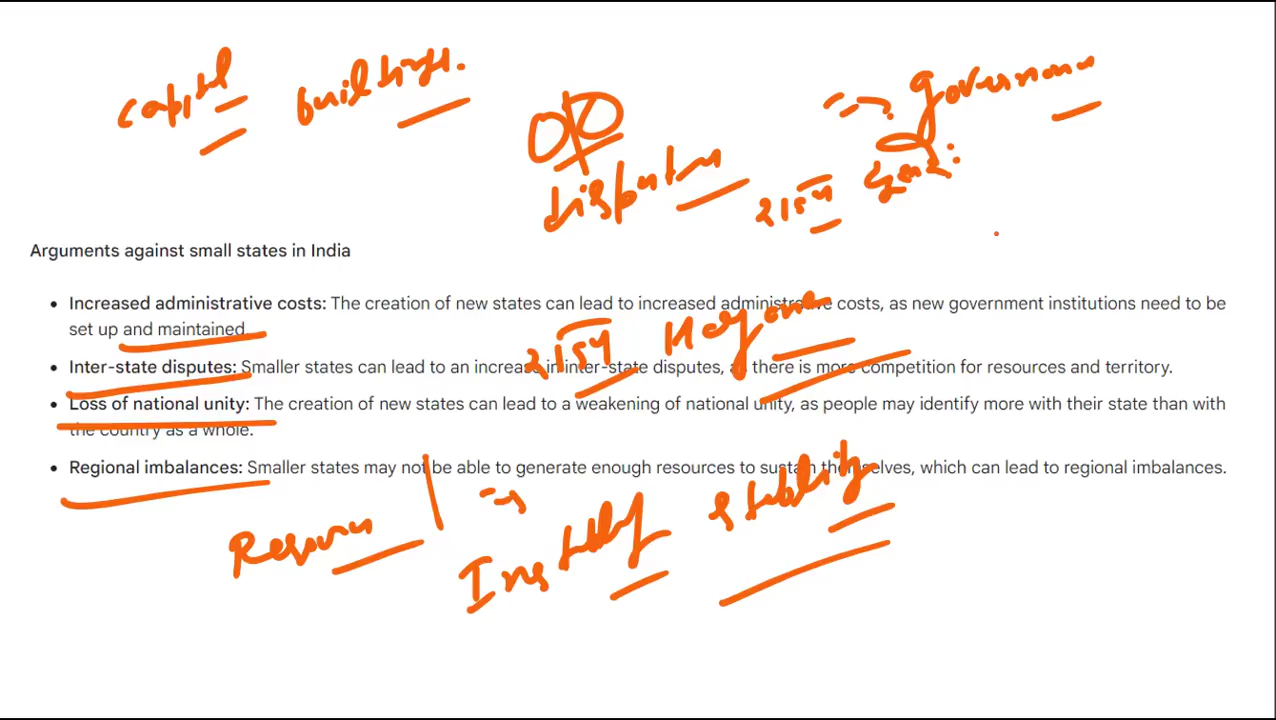 capital buildings.
Governance
disputes
Arguments against small states in India
• Increased administrative costs: The creation of new states can lead to increased administrative costs, as new government institutions need to be
set up and maintained.
• Inter-state disputes: Smaller states can lead to an increase in inter-state disputes, as there is more competition for resources and territory.
• Loss of national unity: The creation of new states can lead to a weakening of national unity, as people may identify more with their state than with
the country as a whole.
• Regional imbalances: Smaller states may not be able to generate enough resources to sustain themselves, which can lead to regional imbalances.